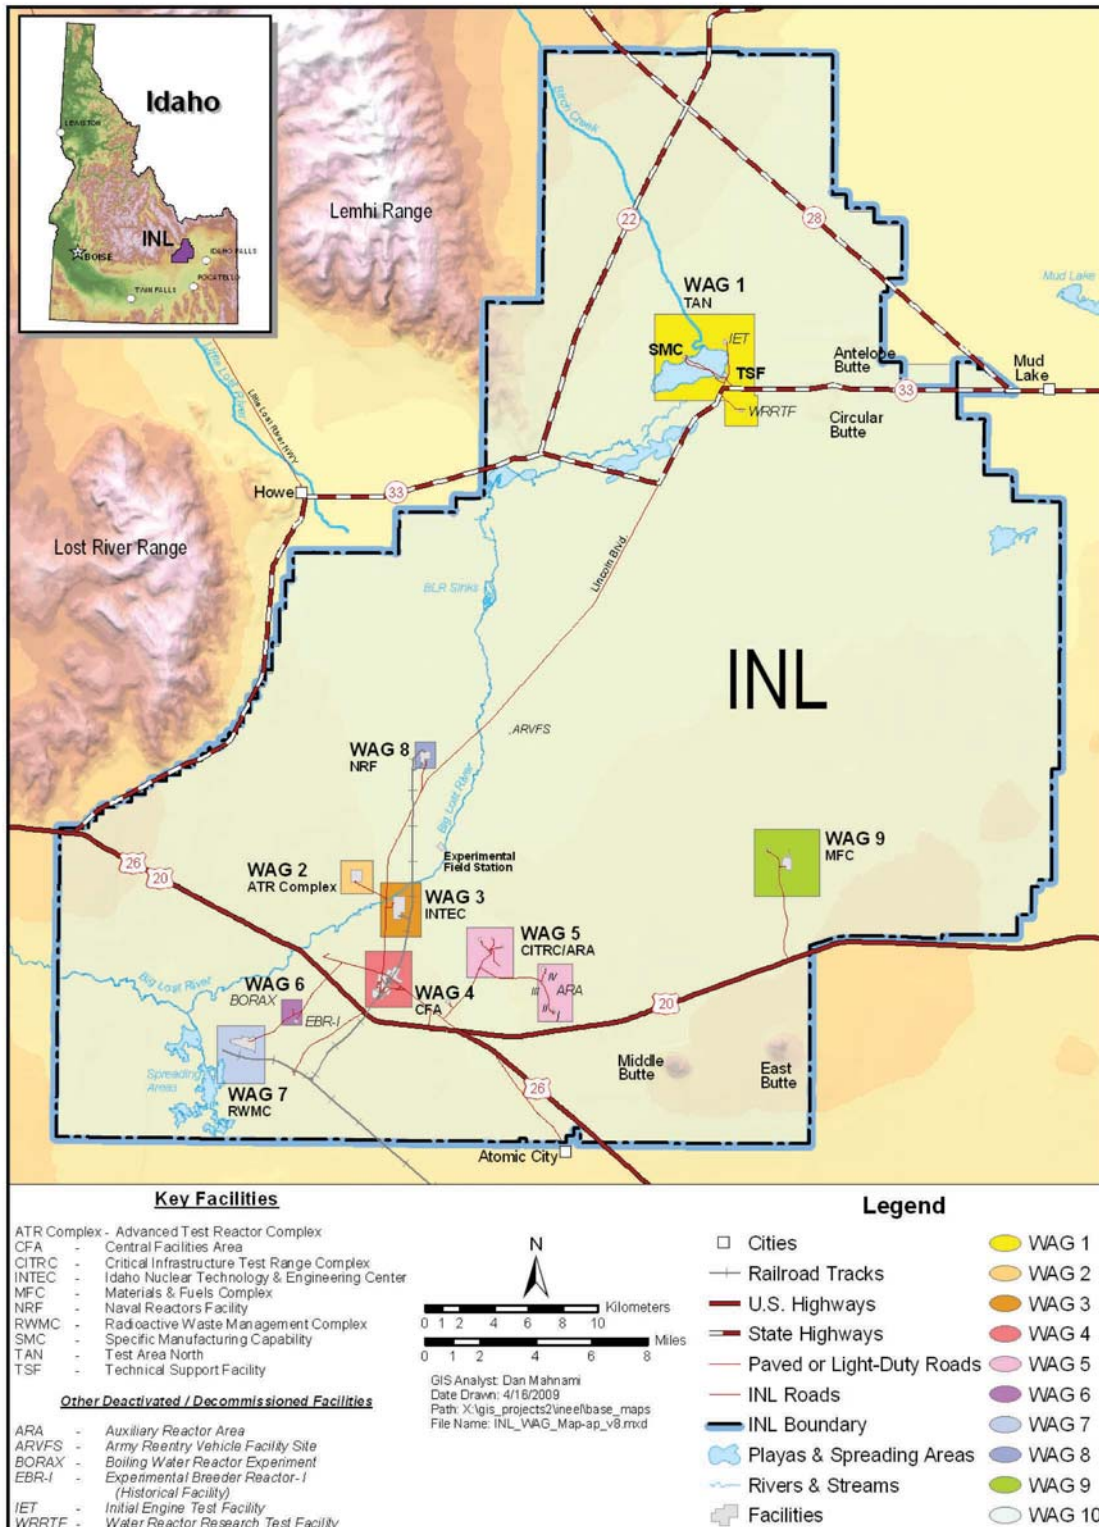 Idaho
LEWISTON
INL
BOISE
IDAHO FALLS
POCATELLO
TWIN FALLS
Birch Creek
Lemhi Range
22
28
Mud Lake
WAG 1
TAN
IET
SMC
TSF
Antelope
Butte
Mud
Lake
33
WRRTF
Circular
Butte
Little Lost River
Little Lost River HWY
Howe
33
Lost River Range
Lincoln Blvd.
BLR Sinks
INL
ARVFS
WAG 8
NRF
Big Lost River
26
20
Experimental
Field Station
WAG 9
MFC
WAG 2
ATR Complex
WAG 3
INTEC
WAG 5
CITRC/ARA
Big Lost River
WAG 6
BORAX
EBR-I
WAG 4
CFA
IV
III
ARA
II
I
20
Spreading
Areas
WAG 7
RWMC
Middle
Butte
East
Butte
26
Atomic City
Key Facilities
ATR Complex - Advanced Test Reactor Complex
CFA - Central Facilities Area
CITRC - Critical Infrastructure Test Range Complex
INTEC - Idaho Nuclear Technology & Engineering Center
MFC - Materials & Fuels Complex
NRF - Naval Reactors Facility
RWMC - Radioactive Waste Management Complex
SMC - Specific Manufacturing Capability
TAN - Test Area North
TSF - Technical Support Facility
Other Deactivated / Decommissioned Facilities
ARA - Auxiliary Reactor Area
ARVFS - Army Reentry Vehicle Facility Site
BORAX - Boiling Water Reactor Experiment
EBR-I - Experimental Breeder Reactor-I
(Historical Facility)
IET - Initial Engine Test Facility
WRRTF - Water Reactor Research Test Facility
N
0 1 2 4 6 8 10 Kilometers
0 1 2 4 6 8 Miles
GIS Analyst: Dan Mahnami
Date Drawn: 4/16/2009
Path: X:\gis_projects2\ineel\base_maps
File Name: INL_WAG_Map-ap_v8.mxd
Legend
Cities
Railroad Tracks
U.S. Highways
State Highways
Paved or Light-Duty Roads
INL Roads
INL Boundary
Playas & Spreading Areas
Rivers & Streams
Facilities
WAG 1
WAG 2
WAG 3
WAG 4
WAG 5
WAG 6
WAG 7
WAG 8
WAG 9
WAG 10